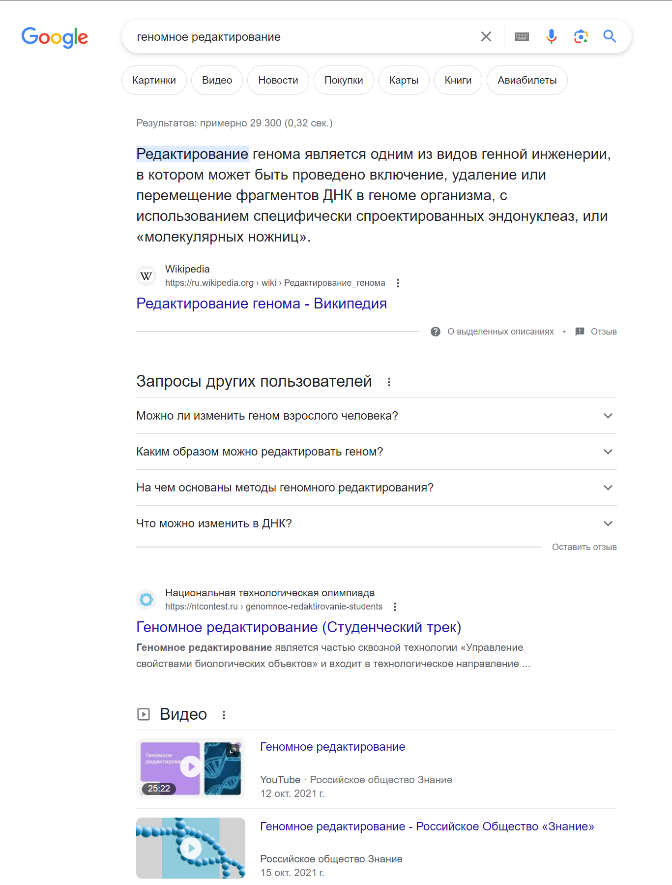 Google
геномное редактирование
Картинки
Видео
Новости
Покупки
Карты
Книги
Авиабилеты
Результатов: примерно 29 300 (0,32 сек.)
Редактирование генома является одним из видов генной инженерии,
в котором может быть проведено включение, удаление или
перемещение фрагментов ДНК в геноме организма, с
использованием специфически спроектированных эндонуклеаз, или
«молекулярных ножниц».
W
Wikipedia
https://ru.wikipedia.org › wiki › Редактирование_генома
Редактирование генома - Википедия
О выделенных описаниях • Отзыв
Запросы других пользователей
Можно ли изменить геном взрослого человека?
Каким образом можно редактировать геном?
На чем основаны методы геномного редактирования?
Что можно изменить в ДНК?
Оставить отзыв
Национальная технологическая олимпиада
https://ntcontest.ru › genomnoe-redaktirovanie-students
Геномное редактирование (Студенческий трек)
Геномное редактирование является частью сквозной технологии «Управление
свойствами биологических объектов» и входит в технологическое направление ...
Видео
Геномное
редактирование
25:22
Геномное редактирование
YouTube · Российское общество Знание
12 окт. 2021 г.
Геномное редактирование - Российское Общество «Знание»
Российское общество Знание
15 окт. 2021 г.